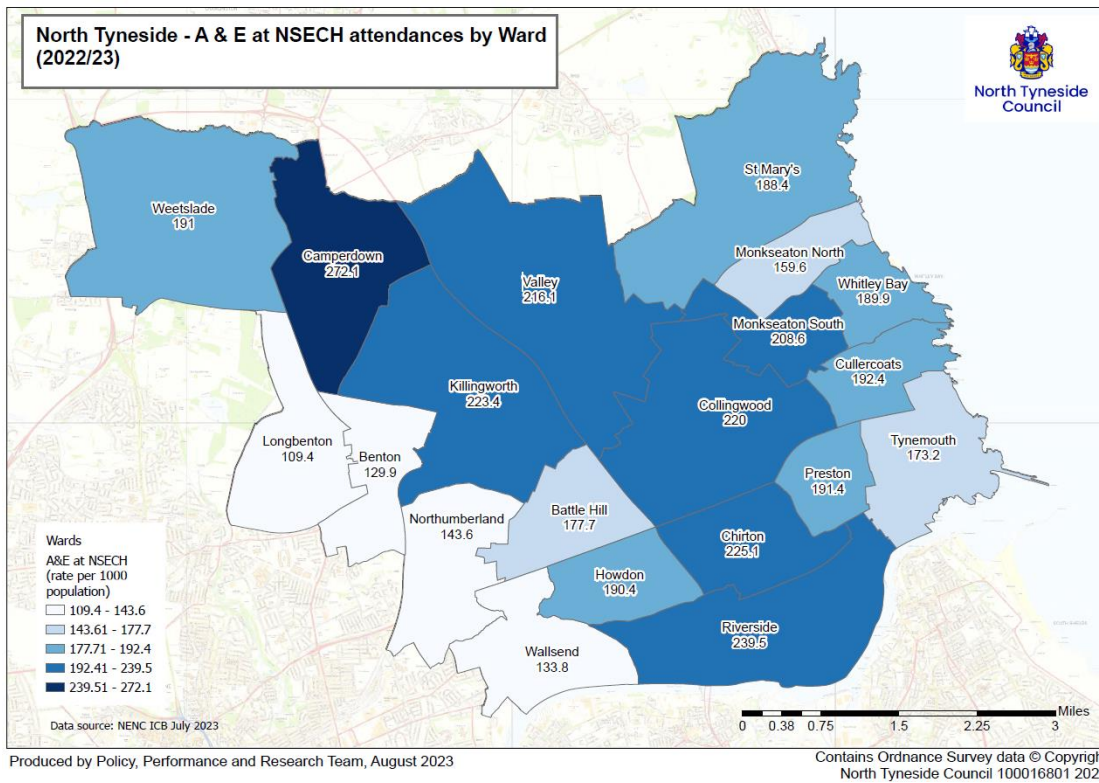 North Tyneside - A & E at NSECH attendances by Ward
(2022/23)
North Tyneside
Council
St Mary's
188.4
Weetslade
191
Monkseaton North
159.6
Camperdown
272.1
Valley
216.1
Whitley Bay
189.9
Monkseaton South
208.6
Cullercoats
192.4
Killingworth
223.4
Collingwood
220
Longbenton
109.4
Benton
129.9
Tynemouth
173.2
Preston
191.4
Northumberland
143.6
Battle Hill
177.7
Chirton
225.1
Howdon
190.4
Riverside
239.5
Wallsend
133.8
Wards
A&E at NSECH
(rate per 1000
population)
109.4 - 143.6
143.61 - 177.7
177.71 - 192.4
192.41 - 239.5
239.51 - 272.1
Data source: NENC ICB July 2023
Miles
0 0.38 0.75 1.5 2.25 3
Produced by Policy, Performance and Research Team, August 2023
Contains Ordnance Survey data © Copyrigh
North Tyneside Council 100016801 202